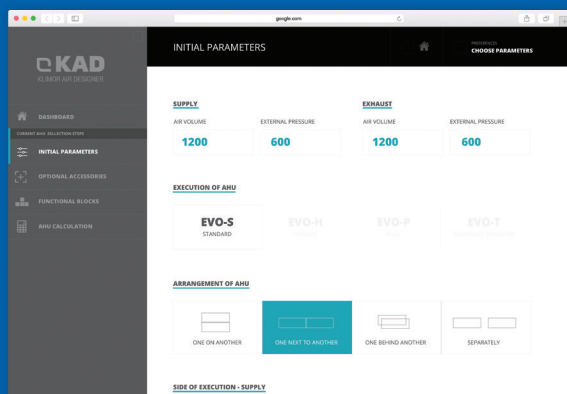 google.com
INITIAL PARAMETERS
PREFERENCES
CHOOSE PARAMETERS
KAD
KLIMOR AIR DESIGNER
DASHBOARD
CURRENT AHU SELLECTION STEPS
INITIAL PARAMETERS
OPTIONAL ACCESSORIES
FUNCTIONAL BLOCKS
AHU CALCULATION
SUPPLY
EXHAUST
AIR VOLUME
EXTERNAL PRESSURE
AIR VOLUME
EXTERNAL PRESSURE
1200
600
1200
600
EXECUTION OF AHU
EVO-S
STANDARD
EVO-H
EVO-P
EVO-T
ARRANGEMENT OF AHU
ONE ON ANOTHER
ONE NEXT TO ANOTHER
ONE BEHIND ANOTHER
SEPARATELY
SIDE OF EXECUTION - SUPPLY